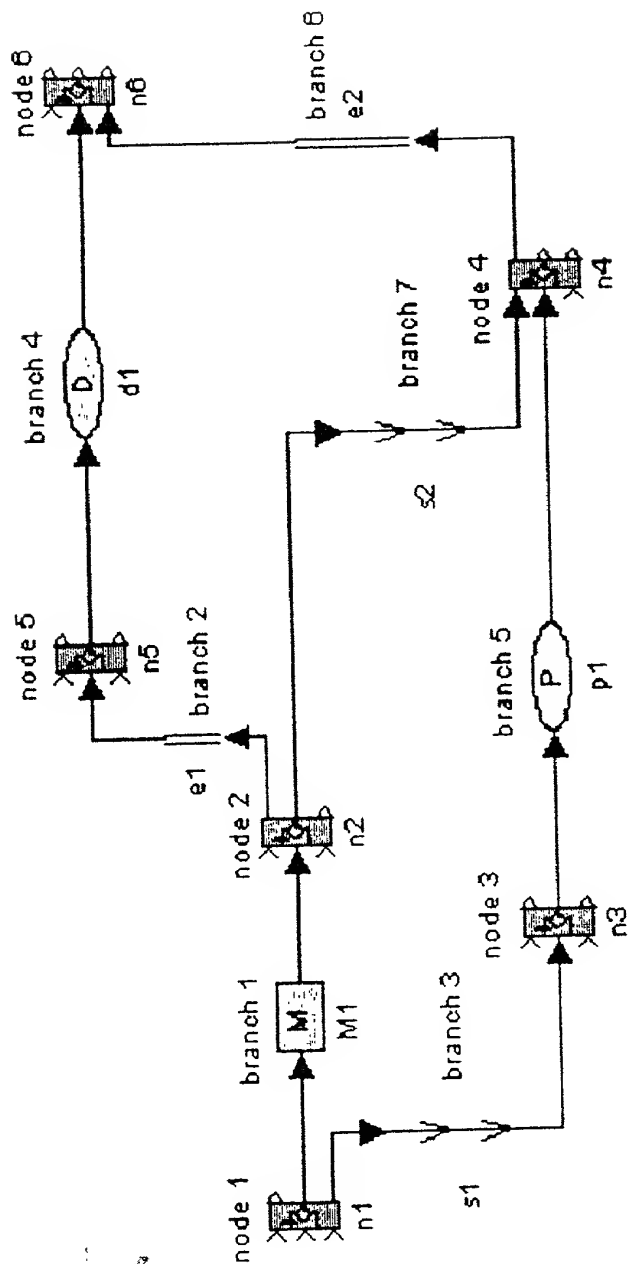 node 5
branch 4
node 6
D
n5
d1
n6
branch 2
e1
node 1
branch 1
node 2
M
n1
M1
n2
branch 6
e2
branch 7
s2
branch 3
s1
node 3
branch 5
node 4
P
n3
p1
n4